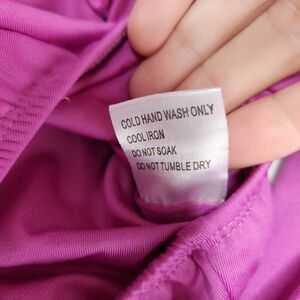 COLD HAND WASH ONLY
COOL IRON
DO NOT SOAK
DO NOT TUMBLE DRY